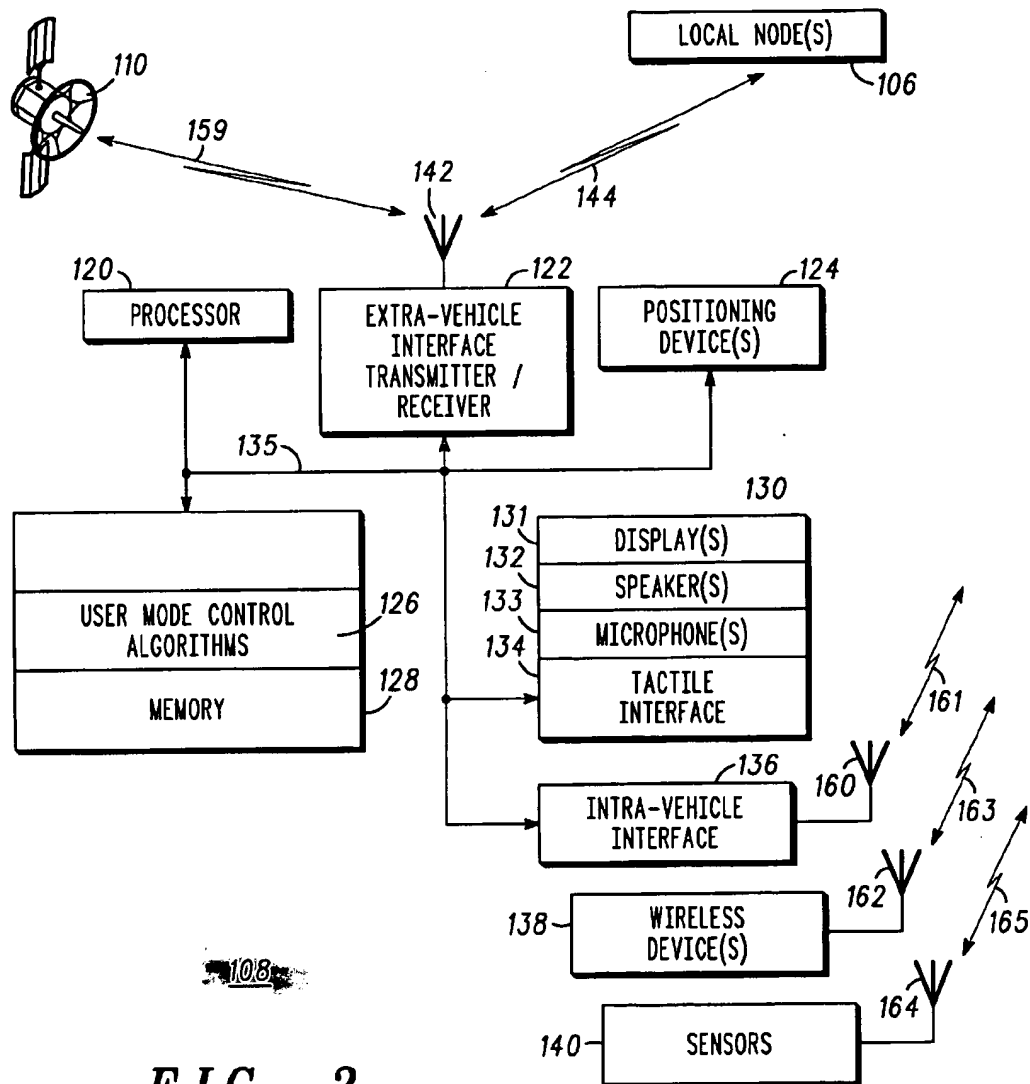 LOCAL NODE(S)
110
106
159
142
144
120
122
124
PROCESSOR
EXTRA-VEHICLE
INTERFACE
TRANSMITTER /
RECEIVER
POSITIONING
DEVICE(S)
135
130
131
DISPLAY(S)
132
SPEAKER(S)
133
MICROPHONE(S)
134
TACTILE
INTERFACE
USER MODE CONTROL
ALGORITHMS
126
MEMORY
128
161
136
160
INTRA-VEHICLE
INTERFACE
163
162
138
WIRELESS
DEVICE(S)
165
108
164
140
SENSORS
FIG. 2